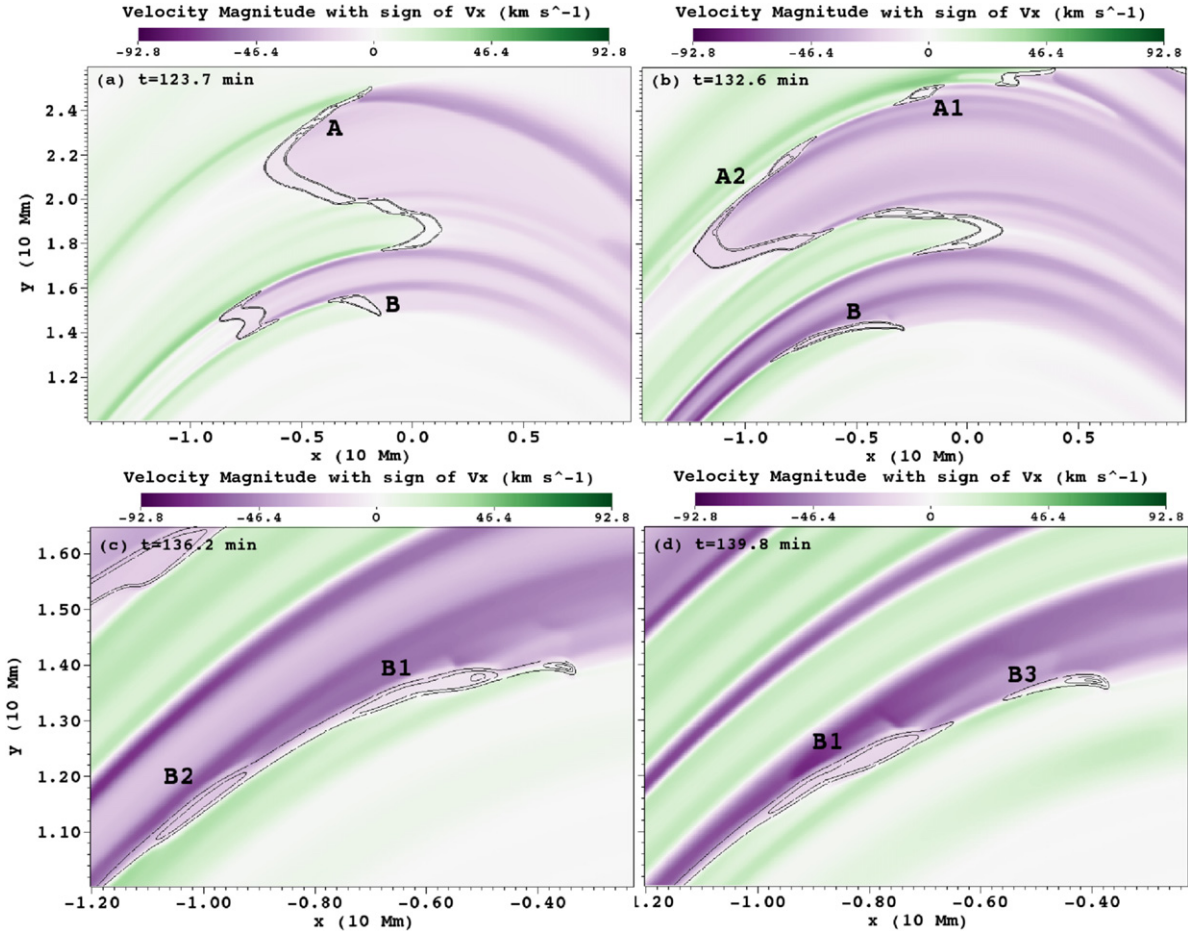 Velocity Magnitude with sign of Vx (km s^-1)
-92.8 -46.4 0 46.4 92.8
(a) t=123.7 min
A
B
2.4
2.2
2.0
1.8
1.6
1.4
1.2
y (10 Mm)
-1.0 -0.5 0.0 0.5
x (10 Mm)
Velocity Magnitude with sign of Vx (km s^-1)
-92.8 -46.4 0 46.4 92.8
(b) t=132.6 min
A1
A2
B
-1.0 -0.5 0.0 0.5
x (10 Mm)
Velocity Magnitude with sign of Vx (km s^-1)
-92.8 -46.4 0 46.4 92.8
(c) t=136.2 min
B1
B2
1.60
1.50
1.40
1.30
1.20
1.10
y (10 Mm)
-1.20 -1.00 -0.80 -0.60 -0.40
x (10 Mm)
Velocity Magnitude with sign of Vx (km s^-1)
-92.8 -46.4 0 46.4 92.8
(d) t=139.8 min
B3
B1
1.20 -1.00 -0.80 -0.60 -0.40
x (10 Mm)